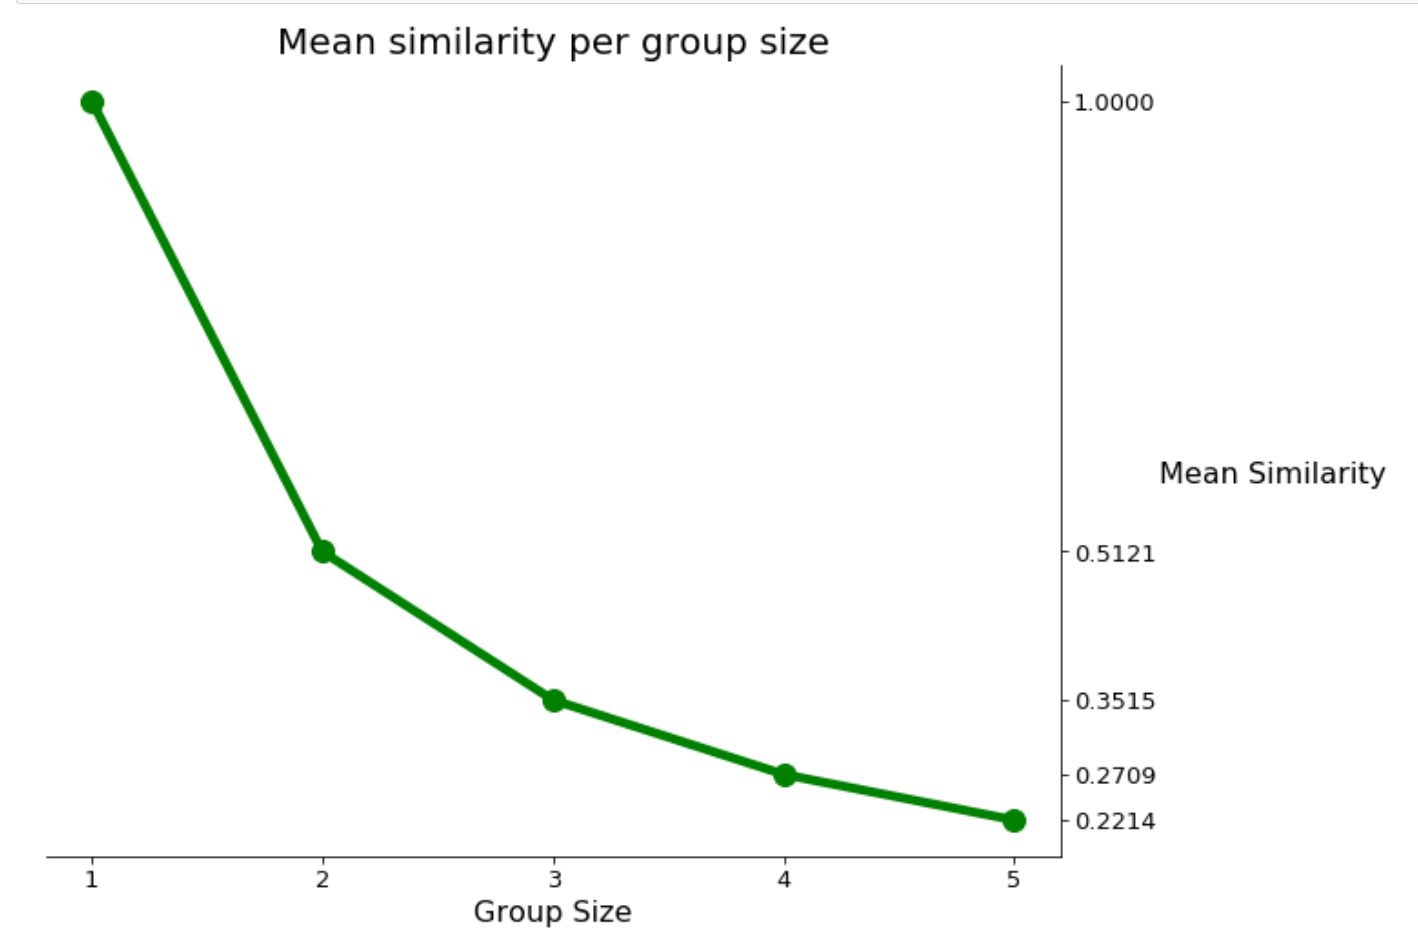 Mean similarity per group size
1.0000
Mean Similarity
0.5121
0.3515
0.2709
0.2214
1 2 3 4 5
Group Size